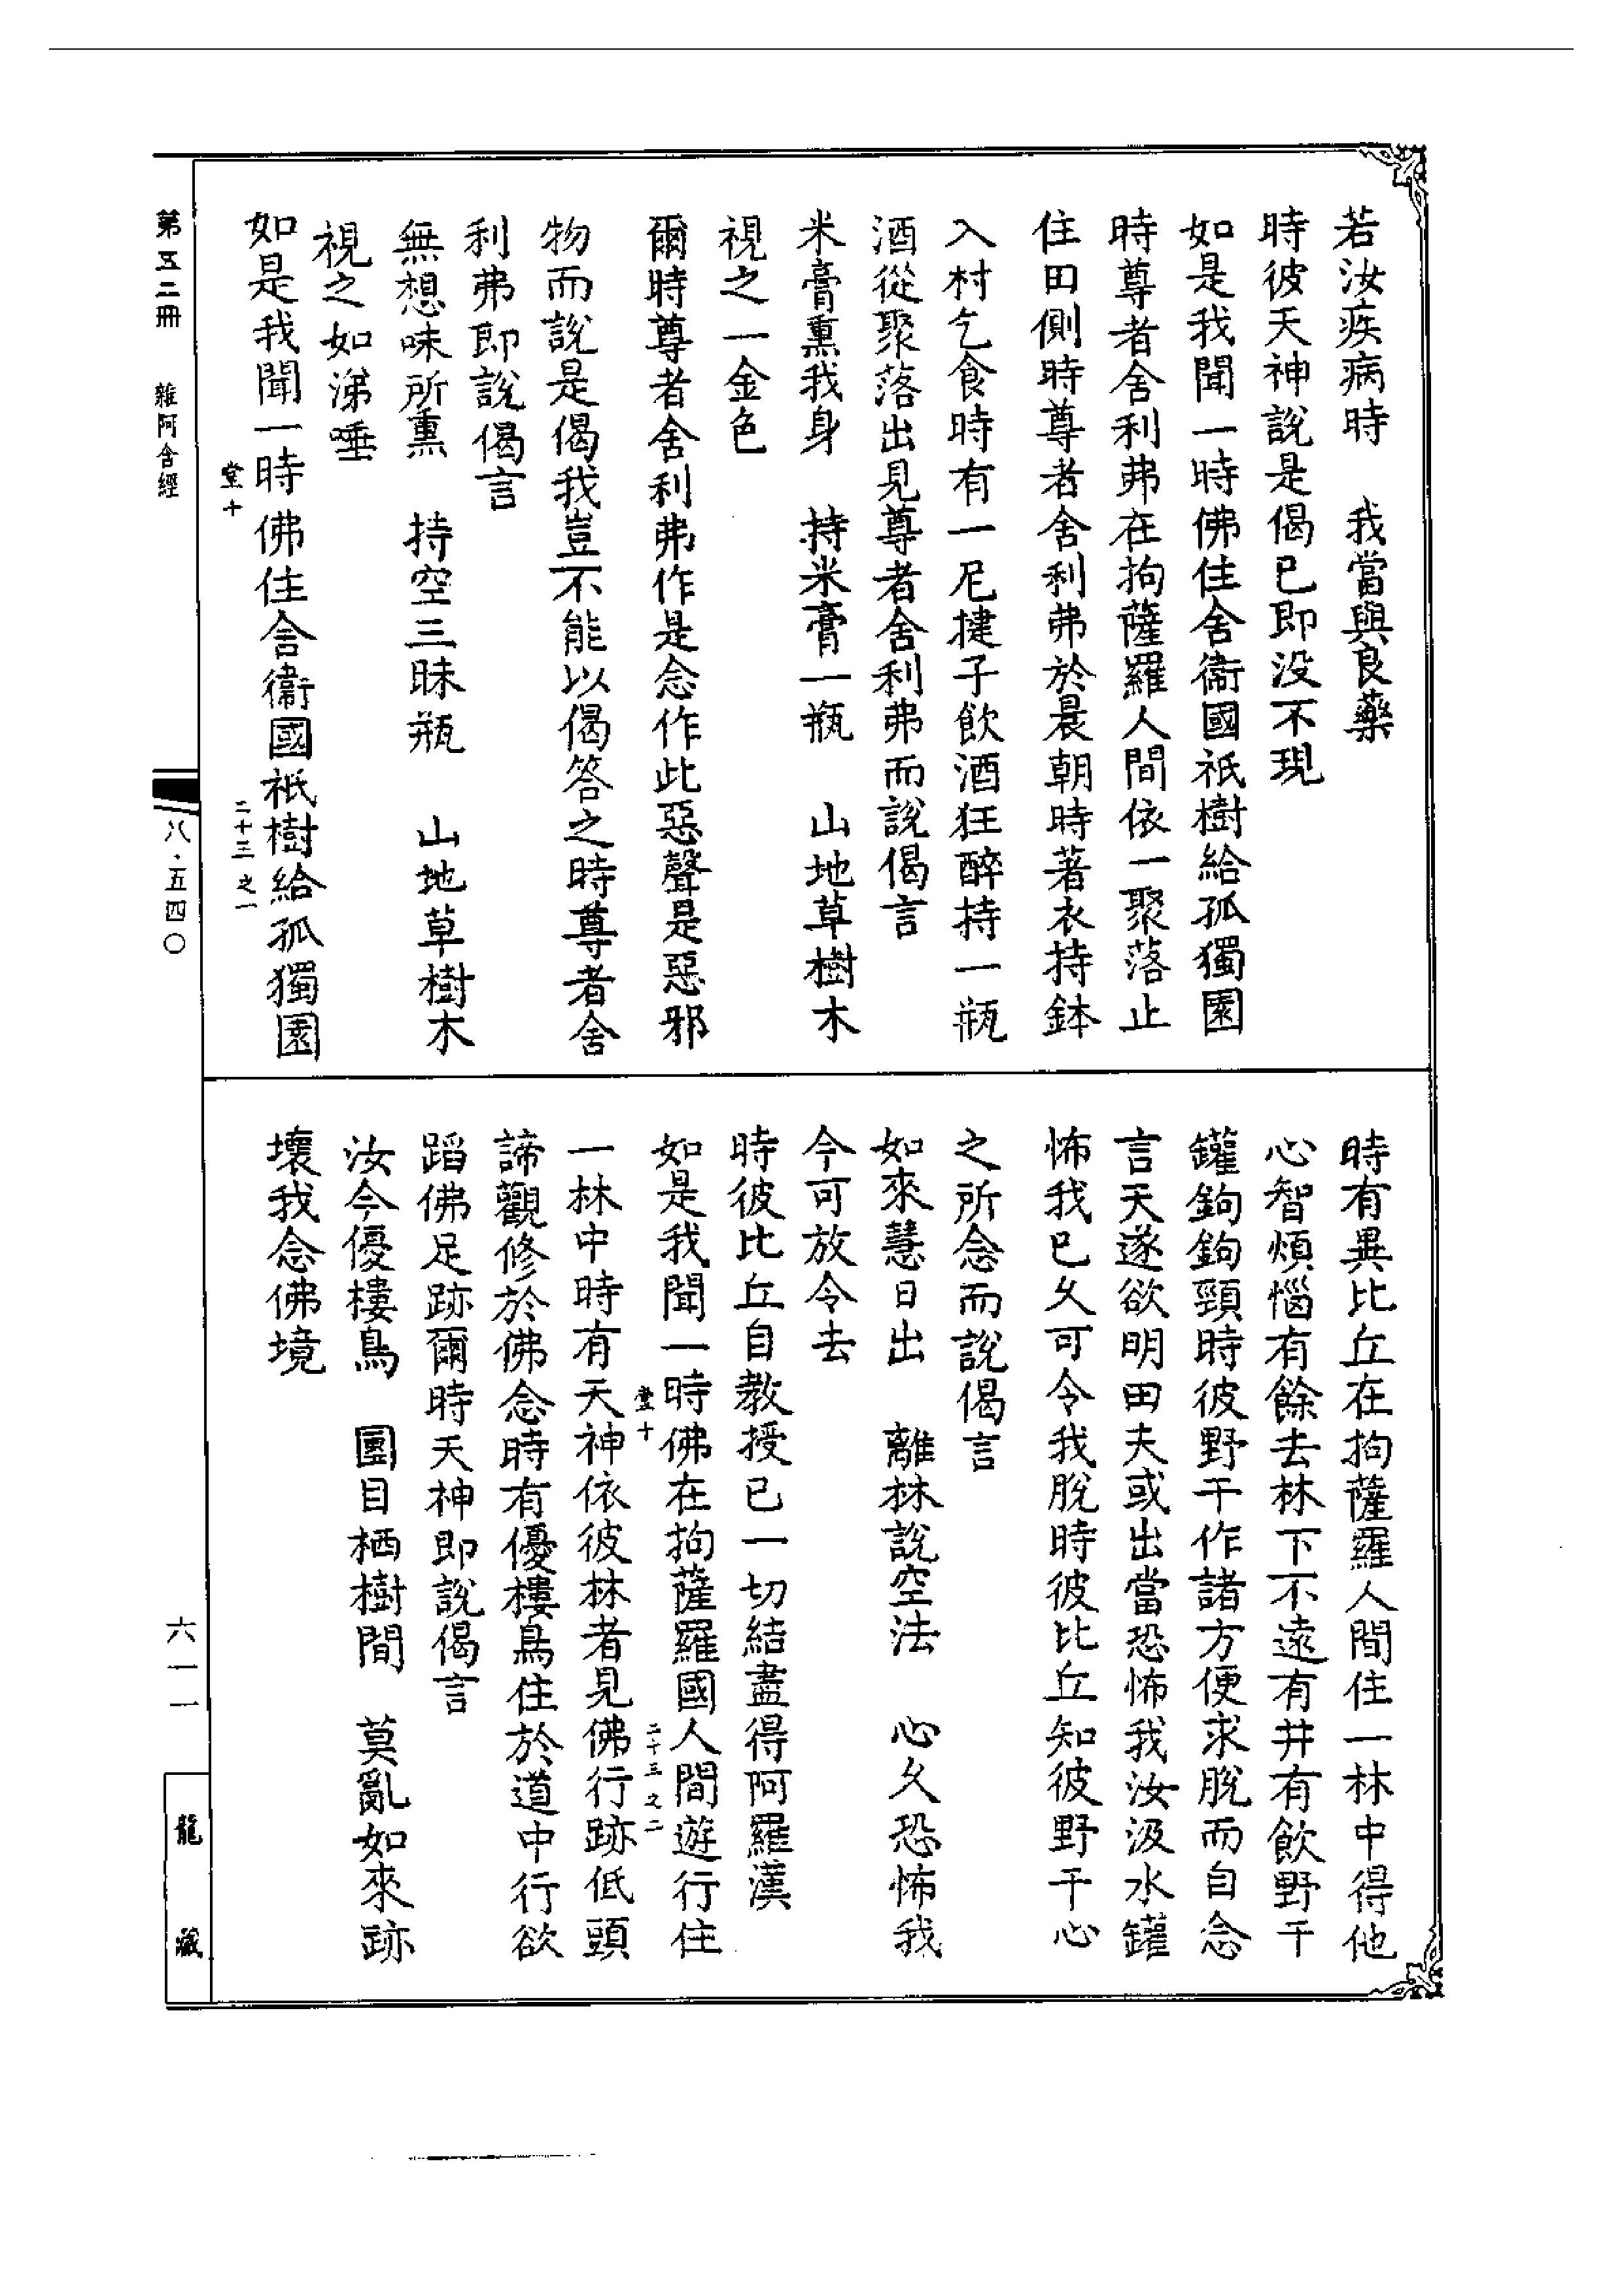 若汝疾病時　我當與良藥
時彼天神說是偈已即没不現
如是我聞一時佛住舍衞國祇樹給孤獨園
時尊者舍利弗在拘薩羅人間依一聚落止
住田側時尊者舍利弗於晨朝時著衣持鉢
入村乞食時有一尼揵子飲酒狂醉持一瓶
酒從聚落出見尊者舍利弗而說偈言
米膏熏我身　持米膏一瓶　山地草樹木
視之一金色
爾時尊者舍利弗作是念作此惡聲是惡邪
物而說是偈我豈不能以偈答之時尊者舍
利弗即說偈言
無想味所熏　持空三昧瓶　山地草樹木
視之如涕唾
如是我聞一時佛住舍衞國祇樹給孤獨園
堂十　二十三之一
時有異比丘在拘薩羅人間住一林中得他
心智煩惱有餘去林下不遠有井有飲野干
鑵鉤鉤頸時彼野干作諸方便求脫而自念
言天遂欲明田夫或出當恐怖我汝汲水鑵
怖我已久可令我脫時彼比丘知彼野干心
之所念而說偈言
如來慧日出　離林說空法　心久恐怖我
今可放令去
時彼比丘自教授已一切結盡得阿羅漢
如是我聞一時佛在拘薩羅國人間遊行住
堂十　二十三之二
一林中時有天神依彼林者見佛行跡低頭
諦觀修於佛念時有優樓鳥住於道中行欲
蹈佛足跡爾時天神即說偈言
汝今優樓鳥　團目栖樹間　莫亂如來跡
壞我念佛境
第五二冊　雜阿含經
八·五四〇
六一一
龍藏